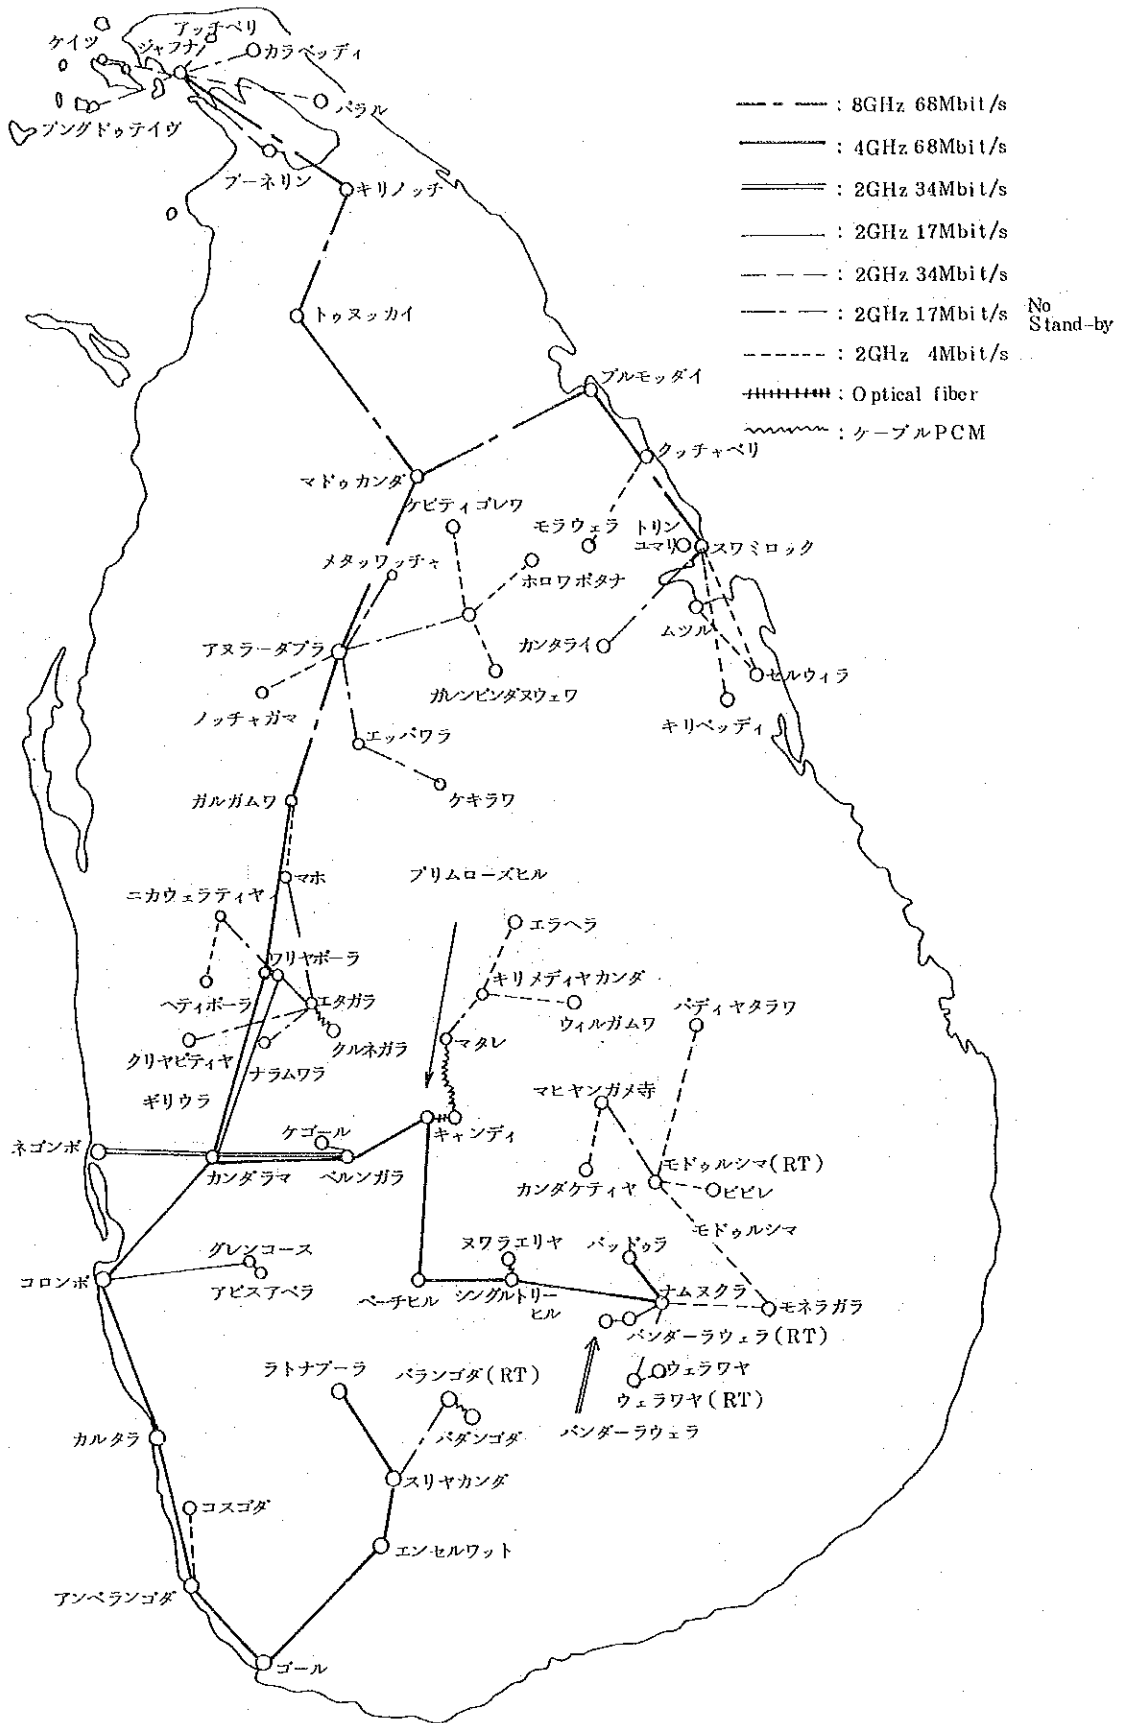 アッチベリ
ケイツ
ジャフナ
カラベッディ
パラル
プングドゥテイヴ
プーネリン
キリノッチ
トゥヌッカイ
: 8GHz 68Mbit/s
: 4GHz 68Mbit/s
: 2GHz 34Mbit/s
: 2GHz 17Mbit/s
: 2GHz 34Mbit/s
: 2GHz 17Mbit/s
: 2GHz 4Mbit/s
No
Stand-by
: Optical fiber
: ケーブルPCM
プルモッダイ
クッチャベリ
マドゥカンダ
ケビティゴレワ
モラウェラ
トリン
ユマリ
スワミロック
メタッワッチャ
ホロワポタナ
ムツル
カンタライ
アヌラーダプラ
セルウィラ
ガレンビンダヌウェワ
ノッチャガマ
キリベッディ
エッパワラ
ケキラワ
ガルガムワ
マホ
プリムローズヒル
ニカウェラティヤ
エラヘラ
ワリヤポーラ
キリメディヤカンダ
ヘティポーラ
エタガラ
ウィルガムワ
パディヤタラワ
クリヤピティヤ
クルネガラ
マタレ
ナラムワラ
ギリウラ
マヒヤンガメ寺
ケゴール
キャンディ
ネゴンボ
カンダラマ
ベルンガラ
モドゥルシマ(RT)
カンダケティヤ
ビビレ
モドゥルシマ
グレンコース
ヌワラエリヤ
バッドゥラ
コロンボ
アビスアベラ
ベーチヒル
シングルトリー
ヒル
ナムヌクラ
モネラガラ
バンダーラウェラ(RT)
ウェラワヤ
ウェラワヤ(RT)
バンダーラウェラ
ラトナプーラ
バランゴダ(RT)
バダンゴダ
カルタラ
スリヤカンダ
コスゴダ
エンセルワット
アンベランゴダ
ゴール